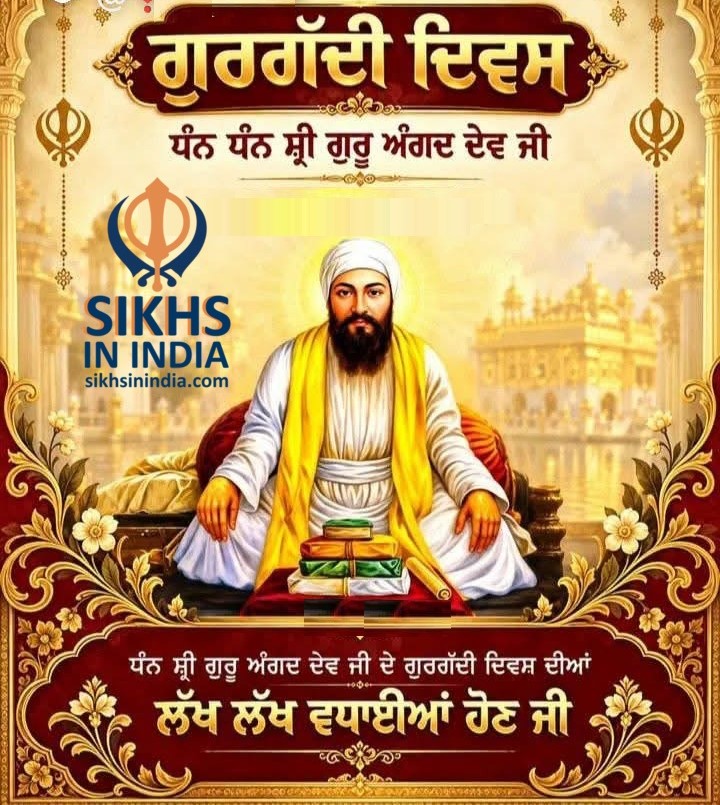 ਗੁਰਗੱਦੀ ਦਿਵਸ
ਧੰਨ ਧੰਨ ਸ਼੍ਰੀ ਗੁਰੂ ਅੰਗਦ ਦੇਵ ਜੀ
SIKHS
IN INDIA
sikhsinindia.com
ਧੰਨ ਸ਼੍ਰੀ ਗੁਰੂ ਅੰਗਦ ਦੇਵ ਜੀ ਦੇ ਗੁਰਗੱਦੀ ਦਿਵਸ ਦੀਆਂ
ਲੱਖ ਲੱਖ ਵਧਾਈਆਂ ਹੋਣ ਜੀ